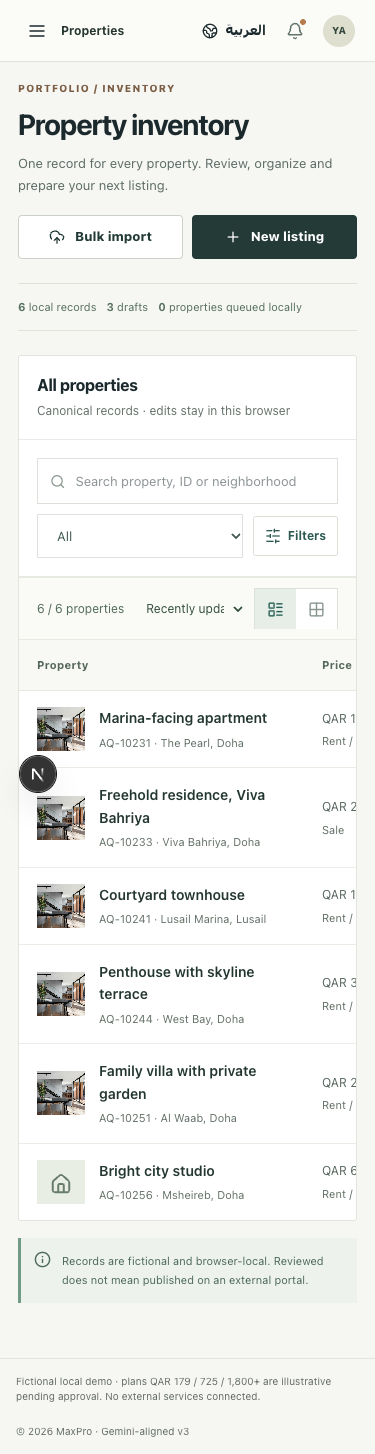 Properties
العربية
YA
PORTFOLIO / INVENTORY
Property inventory
One record for every property. Review, organize and
prepare your next listing.
Bulk import
New listing
6 local records 3 drafts 0 properties queued locally
All properties
Canonical records · edits stay in this browser
Search property, ID or neighborhood
All
Filters
6 / 6 properties
Recently upda
Property
Price
Marina-facing apartment
QAR 1
AQ-10231 · The Pearl, Doha
Rent /
N
Freehold residence, Viva
Bahriya
QAR 2
AQ-10233 · Viva Bahriya, Doha
Sale
Courtyard townhouse
QAR 1
AQ-10241 · Lusail Marina, Lusail
Rent /
Penthouse with skyline
terrace
QAR 3
AQ-10244 · West Bay, Doha
Rent /
Family villa with private
garden
QAR 2
AQ-10251 · Al Waab, Doha
Rent /
Bright city studio
QAR 6
AQ-10256 · Msheireb, Doha
Rent /
Records are fictional and browser-local. Reviewed
does not mean published on an external portal.
Fictional local demo · plans QAR 179 / 725 / 1,800+ are illustrative
pending approval. No external services connected.
© 2026 MaxPro · Gemini-aligned v3